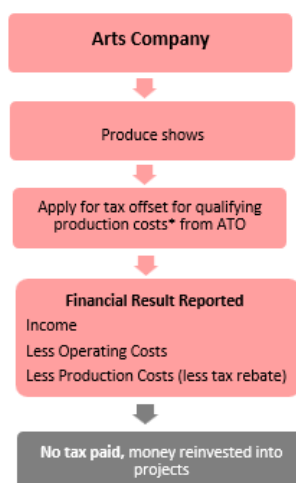 Arts Company
Produce shows
Apply for tax offset for qualifying
production costs* from ATO
Financial Result Reported
Income
Less Operating Costs
Less Production Costs (less tax rebate)
No tax paid, money reinvested into
projects